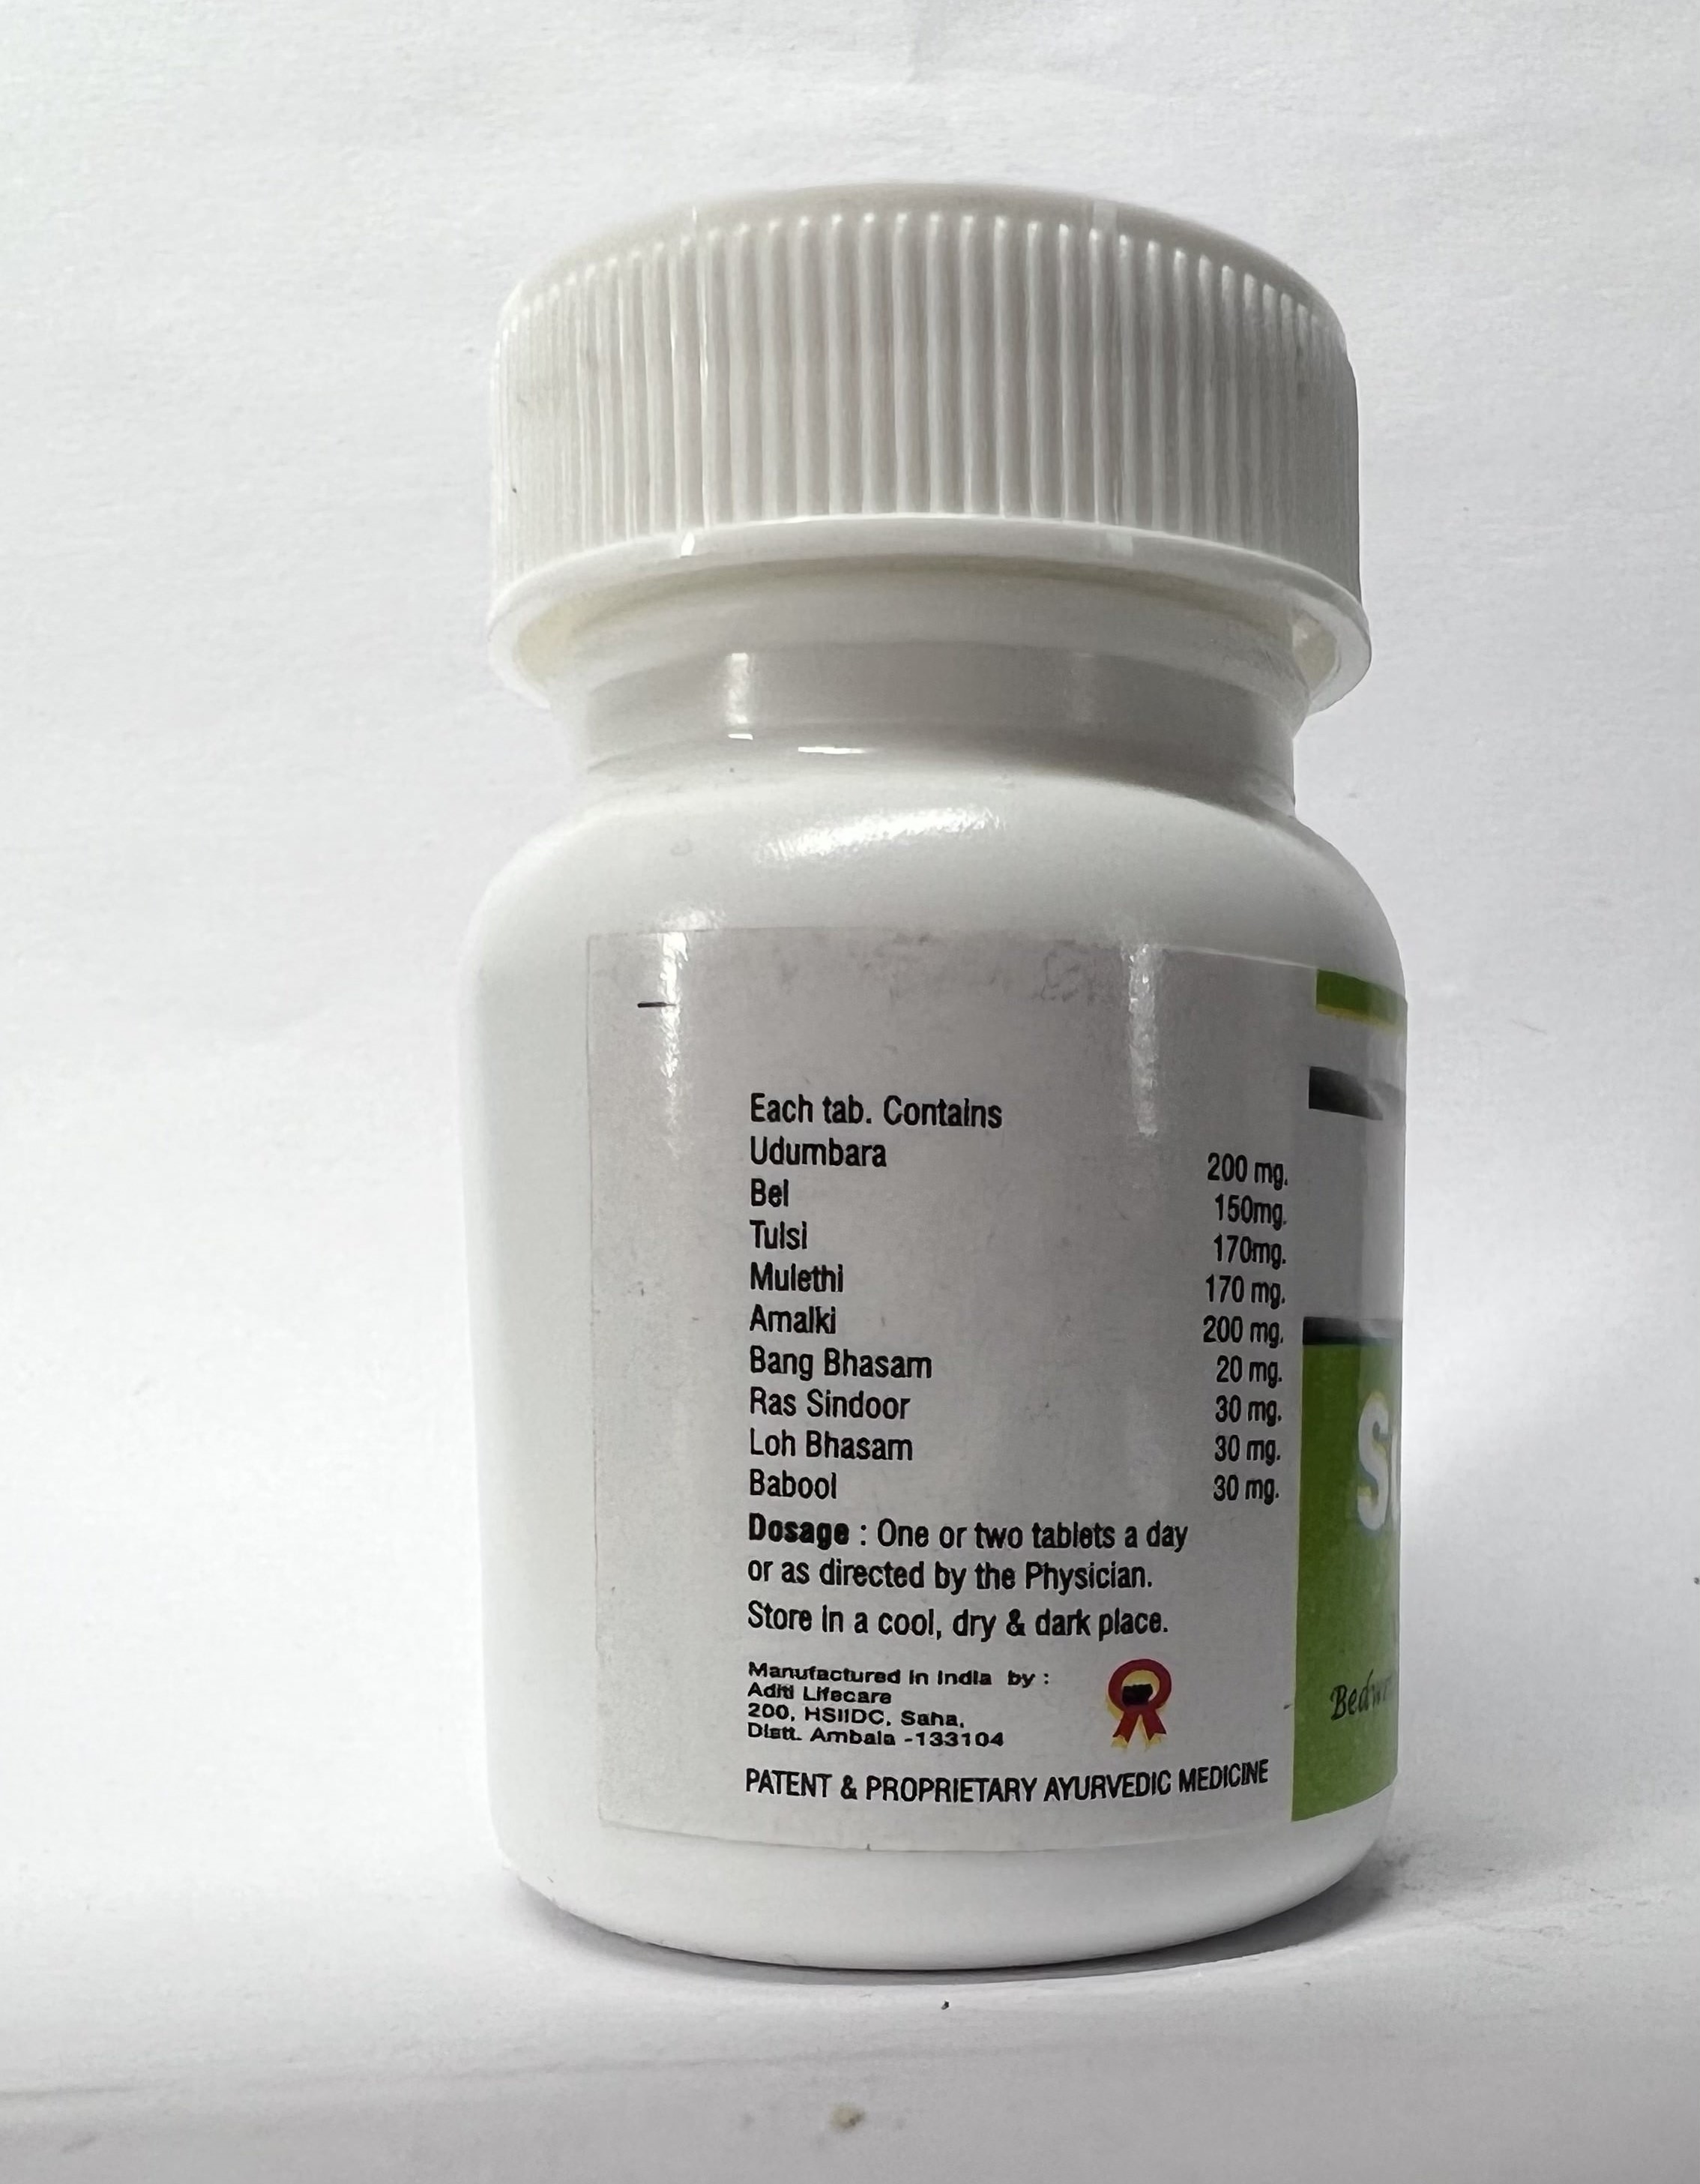 Each tab. Contains
Udumbara 200 mg.
Bel 150mg.
Tulsi 170mg.
Mulethi 170 mg.
Amalki 200 mg.
Bang Bhasam 20 mg.
Ras Sindoor 30 mg.
Loh Bhasam 30 mg.
Babool 30 mg.
Dosage : One or two tablets a day
or as directed by the Physician.
Store in a cool, dry & dark place.
Manufactured in India by :
Aditi Lifecare
200, HSIIDC, Saha,
Distt. Ambala -133104
PATENT & PROPRIETARY AYURVEDIC MEDICINE